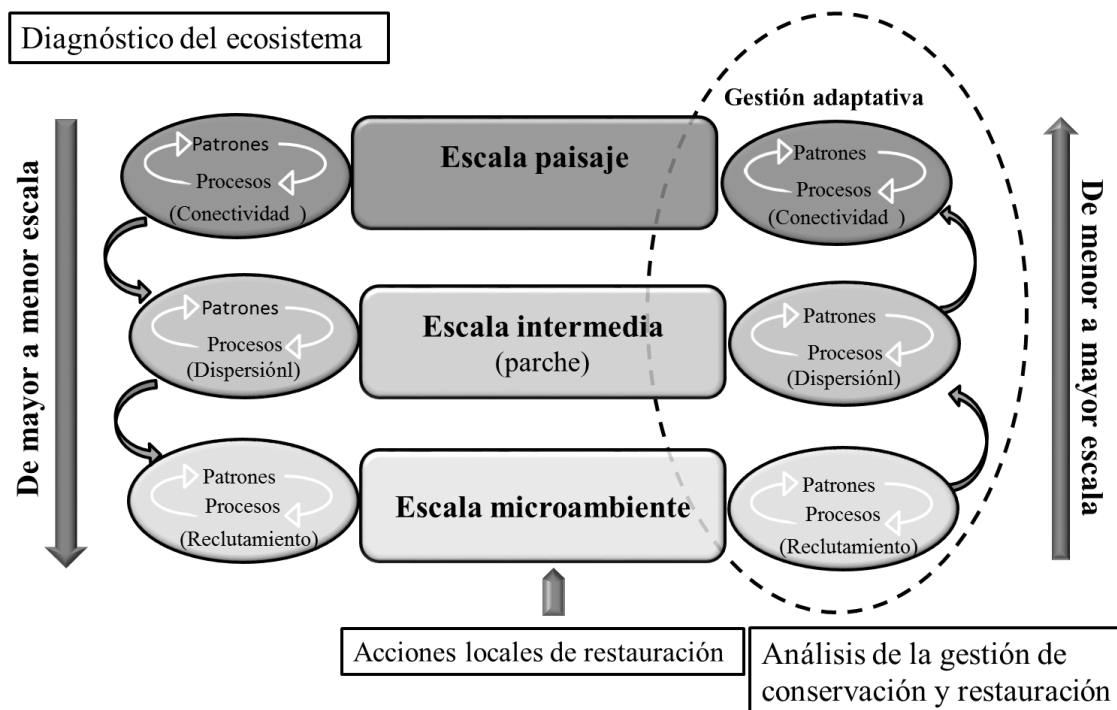 Diagnóstico del ecosistema
De mayor a menor escala
Patrones
Procesos
(Conectividad )
Escala paisaje
Gestión adaptativa
Patrones
Procesos
(Conectividad )
Patrones
Procesos
(Dispersiónl)
Escala intermedia
(parche)
Patrones
Procesos
(Dispersiónl)
Patrones
Procesos
(Reclutamiento)
Escala microambiente
Patrones
Procesos
(Reclutamiento)
De menor a mayor escala
Acciones locales de restauración
Análisis de la gestión de
conservación y restauración